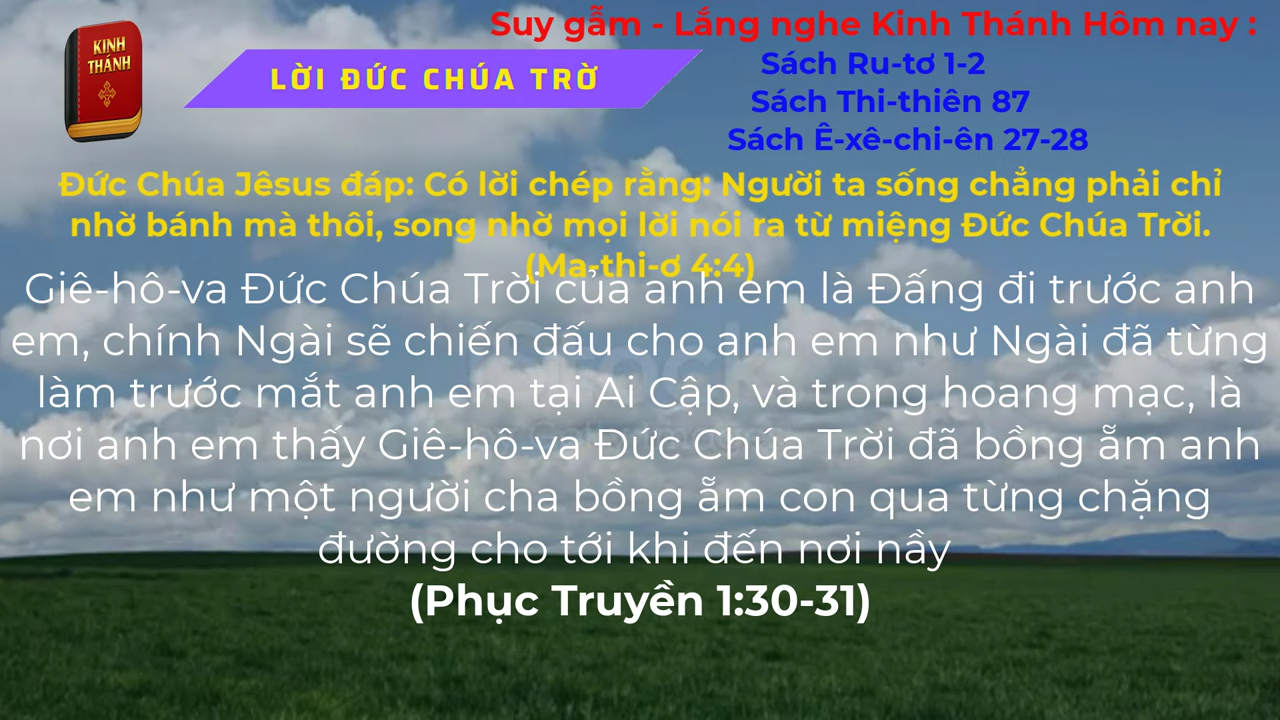 Suy gẫm - Lắng nghe Kinh Thánh Hôm nay :
KINH
THÁNH
LỜI ĐỨC CHÚA TRỜ
Sách Ru-tơ 1-2
Sách Thi-thiên 87
Sách Ê-xê-chi-ên 27-28
Đức Chúa Jêsus đáp: Có lời chép rằng: Người ta sống chẳng phải chỉ
nhờ bánh mà thôi, song nhờ mọi lời nói ra từ miệng Đức Chúa Trời.
(Ma-thi-ơ 4:4)
Giê-hô-va Đức Chúa Trời của anh em là Đấng đi trước anh
em, chính Ngài sẽ chiến đấu cho anh em như Ngài đã từng
làm trước mắt anh em tại Ai Cập, và trong hoang mạc, là
nơi anh em thấy Giê-hô-va Đức Chúa Trời đã bồng ẵm anh
em như một người cha bồng ẵm con qua từng chặng
đường cho tới khi đến nơi nầy
(Phục Truyền 1:30-31)